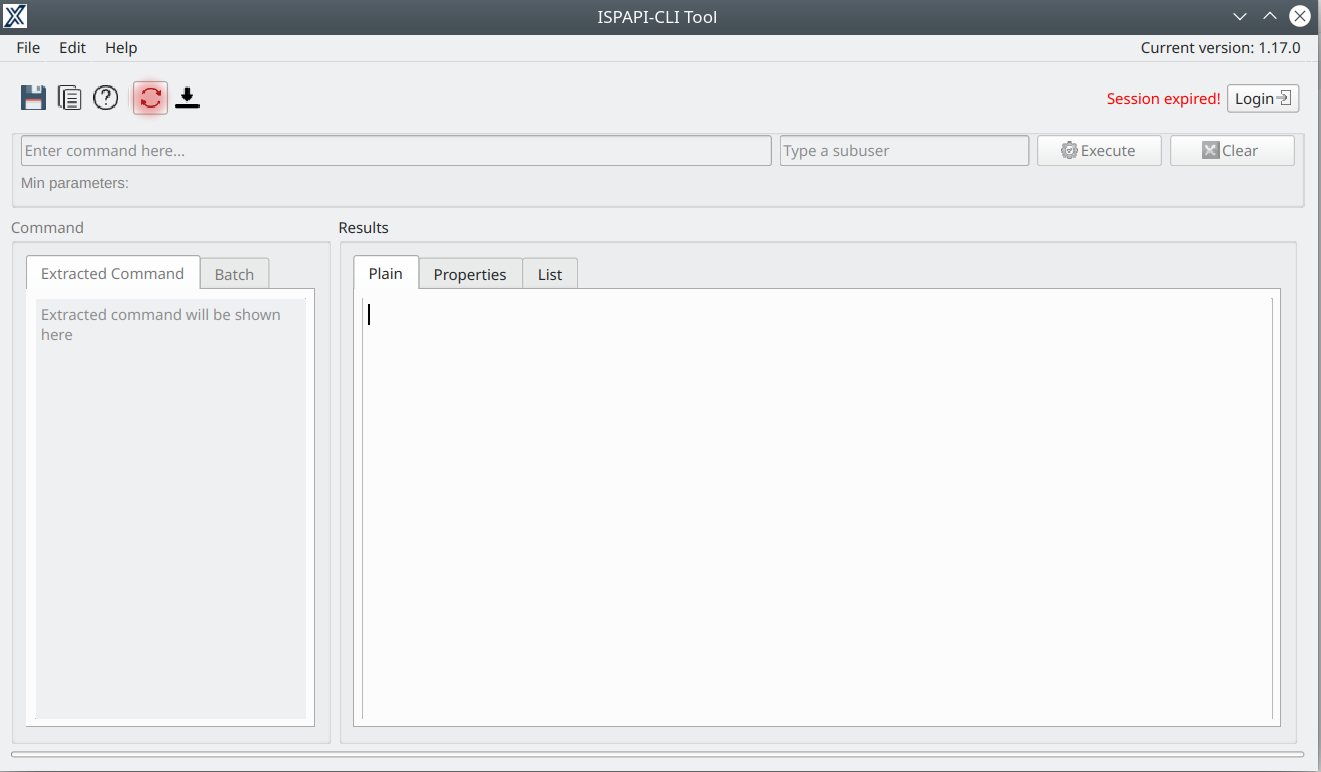 ISPAPI-CLI Tool
File Edit Help Current version: 1.17.0
Session expired! Login
Enter command here... Type a subuser Execute Clear
Min parameters:
Command Results
Extracted Command Batch Plain Properties List
Extracted command will be shown
here